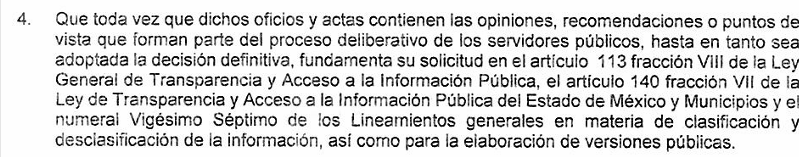 4. Que toda vez que dichos oficios y actas contienen las opiniones, recomendaciones o puntos de
vista que forman parte del proceso deliberativo de los servidores públicos, hasta en tanto sea
adoptada la decisión definitiva, fundamenta su solicitud en el artículo 113 fracción VIII de la Ley
General de Transparencia y Acceso a la Información Pública, el artículo 140 fracción VII de la
Ley de Transparencia y Acceso a la Información Pública del Estado de México y Municipios y el
numeral Vigésimo Séptimo de los Lineamientos generales en materia de clasificación y
desclasificación de la información, así como para la elaboración de versiones públicas.